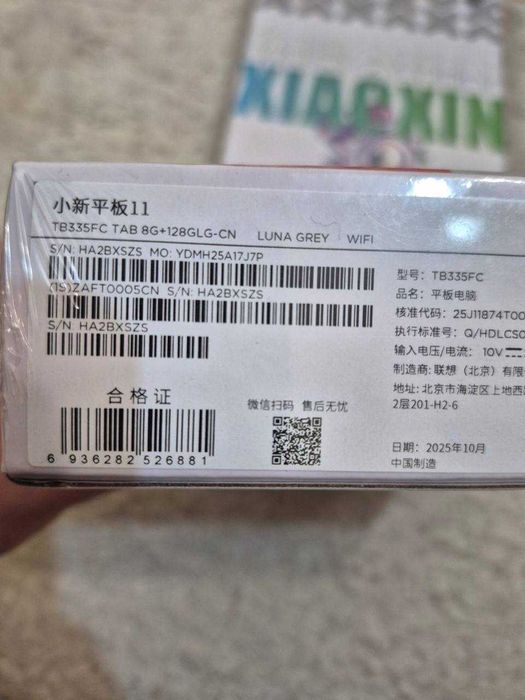 XIAOXIN
小新平板11
TB335FC TAB 8G+128GLG-CN LUNA GREY WIFI
S/N: HA2BXSZS MO: YDMH25A17J7P
(1S)ZAFT0005CN S/N: HA2BXSZS
S/N: HA2BXSZS
合格证
6 936282 526881
微信扫码 售后无忧
型号: TB335FC
品名: 平板电脑
核准代码: 25J11874T00
执行标准号: Q/HDLCS0
输入电压/电流: 10V
制造商: 联想（北京）有限
地址: 北京市海淀区上地西
2层201-H2-6
日期: 2025年10月
中国制造